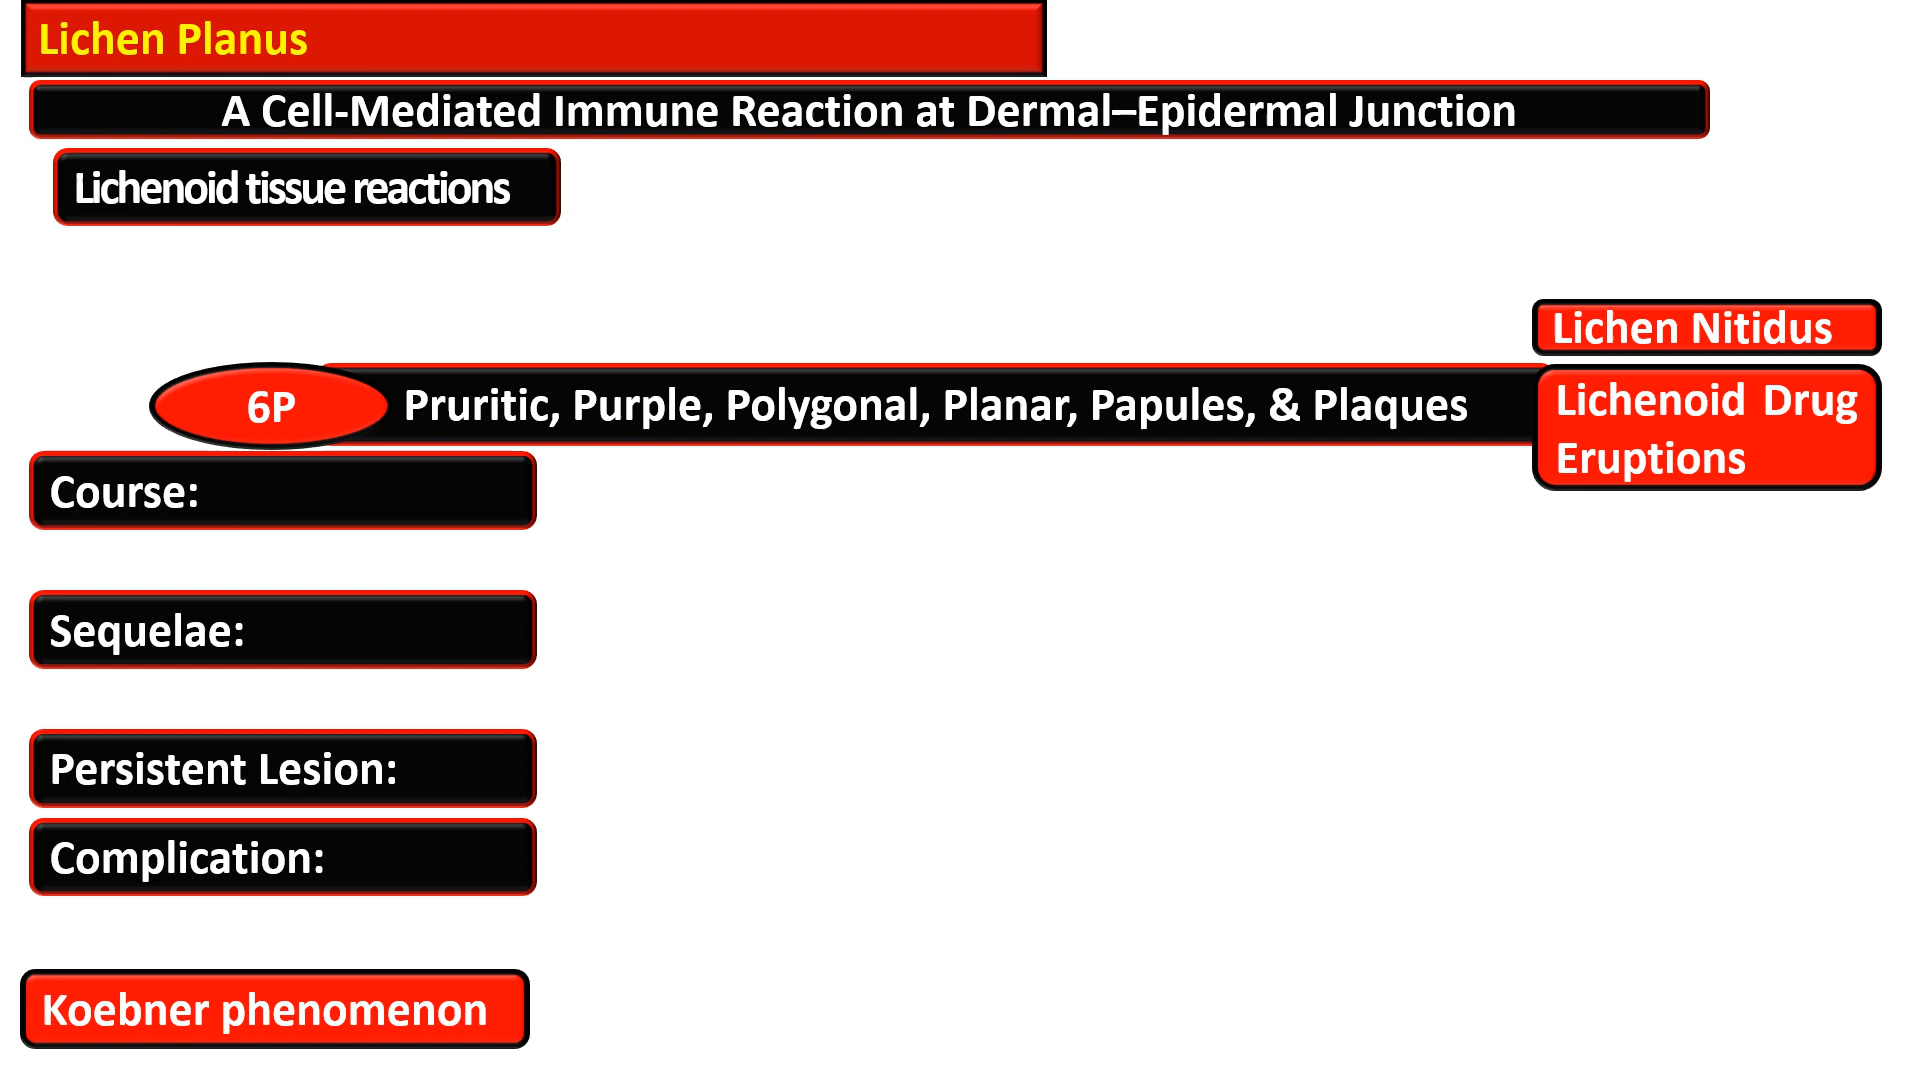 Lichen Planus
A Cell-Mediated Immune Reaction at Dermal–Epidermal Junction
Lichenoid tissue reactions
Lichen Nitidus
6P
Pruritic, Purple, Polygonal, Planar, Papules, & Plaques
Lichenoid Drug
Eruptions
Course:
Sequelae:
Persistent Lesion:
Complication:
Koebner phenomenon